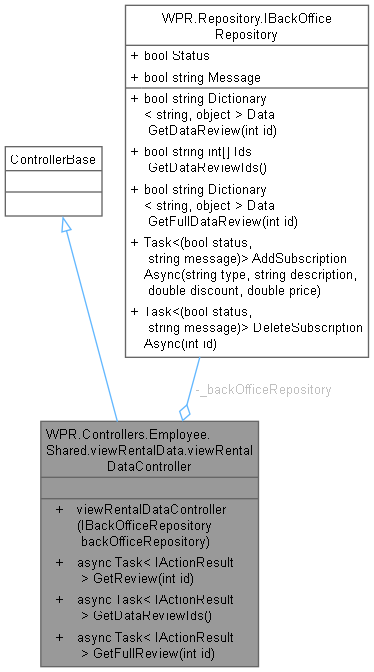 WPR.Repository.IBackOffice
Repository
+ bool Status
+ bool string Message
+ bool string Dictionary
< string, object > Data
GetDataReview(int id)
+ bool string int[] Ids
GetDataReviewIds()
+ bool string Dictionary
< string, object > Data
GetFullDataReview(int id)
+ Task<(bool status,
string message)> AddSubscription
Async(string type, string description,
double discount, double price)
+ Task<(bool status,
string message)> DeleteSubscription
Async(int id)
ControllerBase
-_backOfficeRepository
WPR.Controllers.Employee.
Shared.viewRentalData.viewRental
DataController
+ viewRentalDataController
(IBackOfficeRepository
backOfficeRepository)
+ async Task< IActionResult
> GetReview(int id)
+ async Task< IActionResult
> GetDataReviewIds()
+ async Task< IActionResult
> GetFullReview(int id)